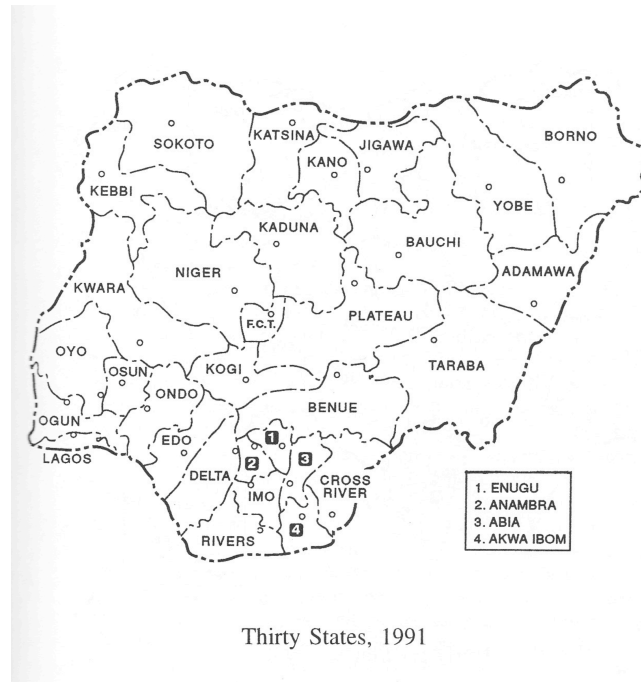 SOKOTO
KATSINA
JIGAWA
BORNO
KANO
KEBBI
YOBE
KADUNA
BAUCHI
NIGER
ADAMAWA
KWARA
F.C.T.
PLATEAU
OYO
OSUN
KOGI
TARABA
ONDO
BENUE
OGUN
EDO
1
LAGOS
2
3
DELTA
IMO
CROSS
RIVER
4
RIVERS
1. ENUGU
2. ANAMBRA
3. ABIA
4. AKWA IBOM
Thirty States, 1991